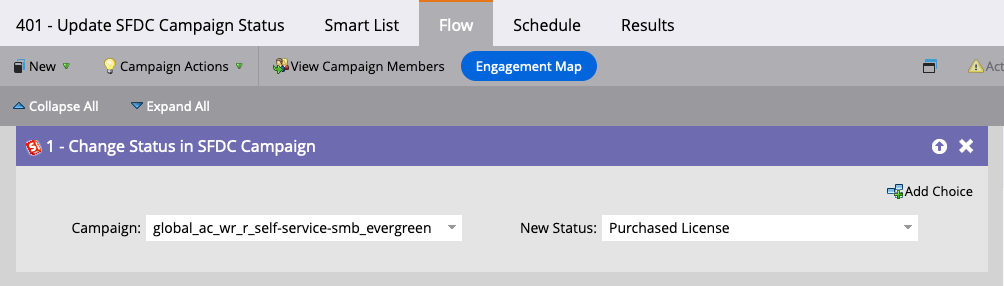 401 - Update SFDC Campaign Status Smart List Flow Schedule Results
New Campaign Actions View Campaign Members Engagement Map Act
Collapse All Expand All
1 - Change Status in SFDC Campaign
Add Choice
Campaign: global_ac_wr_r_self-service-smb_evergreen New Status: Purchased License